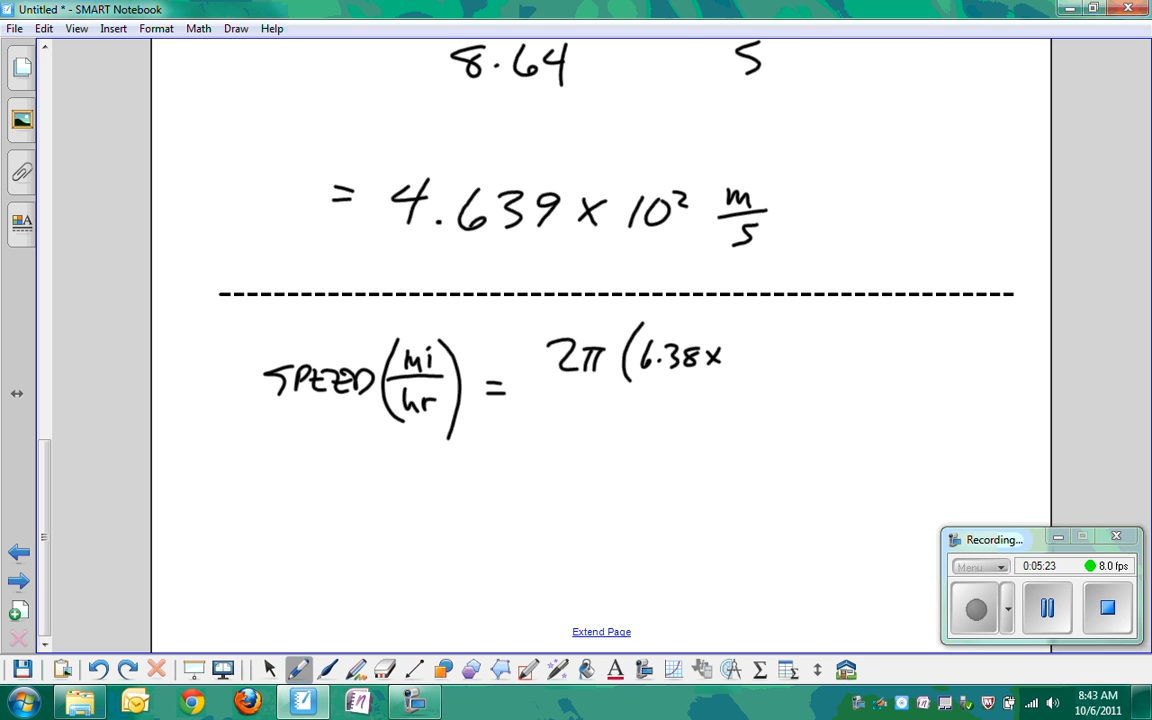 Untitled * - SMART Notebook
File Edit View Insert Format Math Draw Help
8.64 s
= 4.639 x 10² m/s
SPEED (mi/hr) = 2π (6.38 x
Recording...
Menu 0:05:23 8.0 fps
Extend Page
8:43 AM
10/6/2011